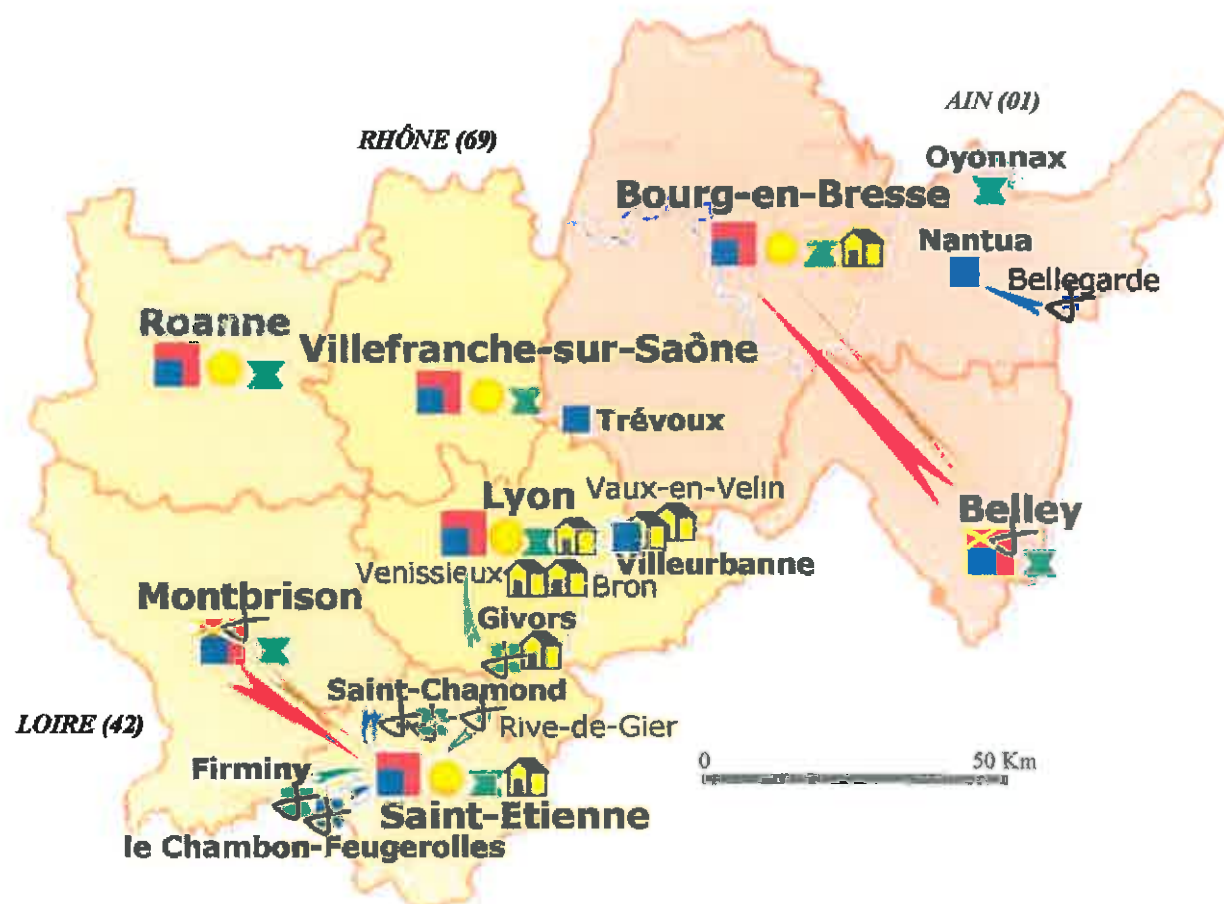 AIN (01)
RHÔNE (69)
Oyonnax
Bourg-en-Bresse
Nantua
Bellegarde
Roanne
Villefranche-sur-Saône
Trévoux
Lyon
Vaux-en-Velin
Belley
Villeurbanne
Venissieux
Bron
Montbrison
Givors
Saint-Chamond
LOIRE (42)
Rive-de-Gier
0 50 Km
Firminy
Saint-Etienne
le Chambon-Feugerolles